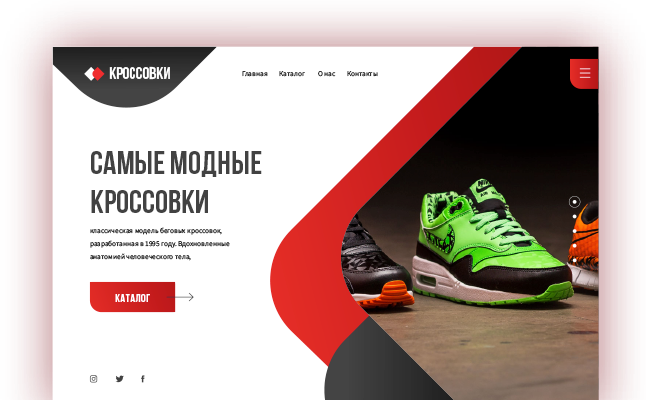 КРОССОВКИ
Главная Каталог О нас Контакты
САМЫЕ МОДНЫЕ
КРОССОВКИ
классическая модель беговых кроссовок,
разработанная в 1995 году. Вдохновленные
анатомией человеческого тела,
КАТАЛОГ